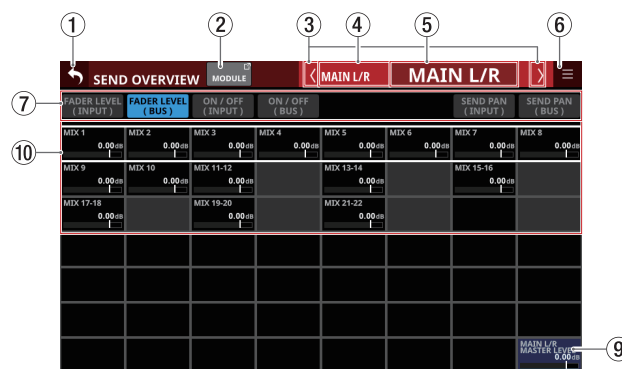 1 2 3 4 5 6
SEND OVERVIEW MODULE MAIN L/R MAIN L/R
7
FADER LEVEL (INPUT)
FADER LEVEL (BUS)
ON / OFF (INPUT)
ON / OFF (BUS)
SEND PAN (INPUT)
SEND PAN (BUS)
10
MIX 1 MIX 2 MIX 3 MIX 4 MIX 5 MIX 6 MIX 7 MIX 8
0.00dB 0.00dB 0.00dB 0.00dB 0.00dB 0.00dB 0.00dB 0.00dB
MIX 9 MIX 10 MIX 11-12 MIX 13-14 MIX 15-16
0.00dB 0.00dB 0.00dB 0.00dB 0.00dB
MIX 17-18 MIX 19-20 MIX 21-22
0.00dB 0.00dB 0.00dB
MAIN L/R
MASTER LEVEL
0.00dB
9